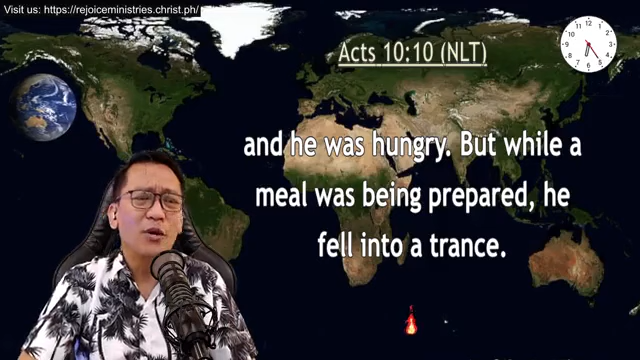 Visit us: https://rejoiceministries.christ.ph/
Acts 10:10 (NLT)
and he was hungry. But while a
meal was being prepared, he
fell into a trance.